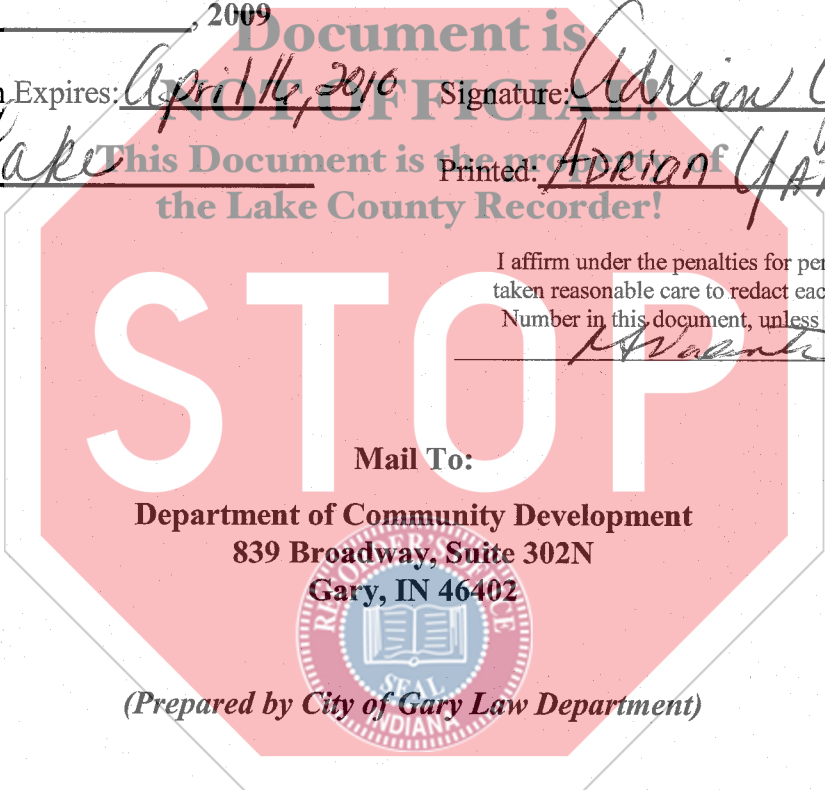 , 2009
Document is
NOT OFFICIAL!
Expires: April 16, 2010 Signature: Adrian
This Document is the property of
ake Printed: ADRIAN
the Lake County Recorder!
I affirm under the penalties for per
taken reasonable care to redact eac
Number in this document, unless
STOP
Mail To:
Department of Community Development
839 Broadway, Suite 302N
Gary, IN 46402
RECORDER'S OFFICE
SEAL
INDIANA
(Prepared by City of Gary Law Department)